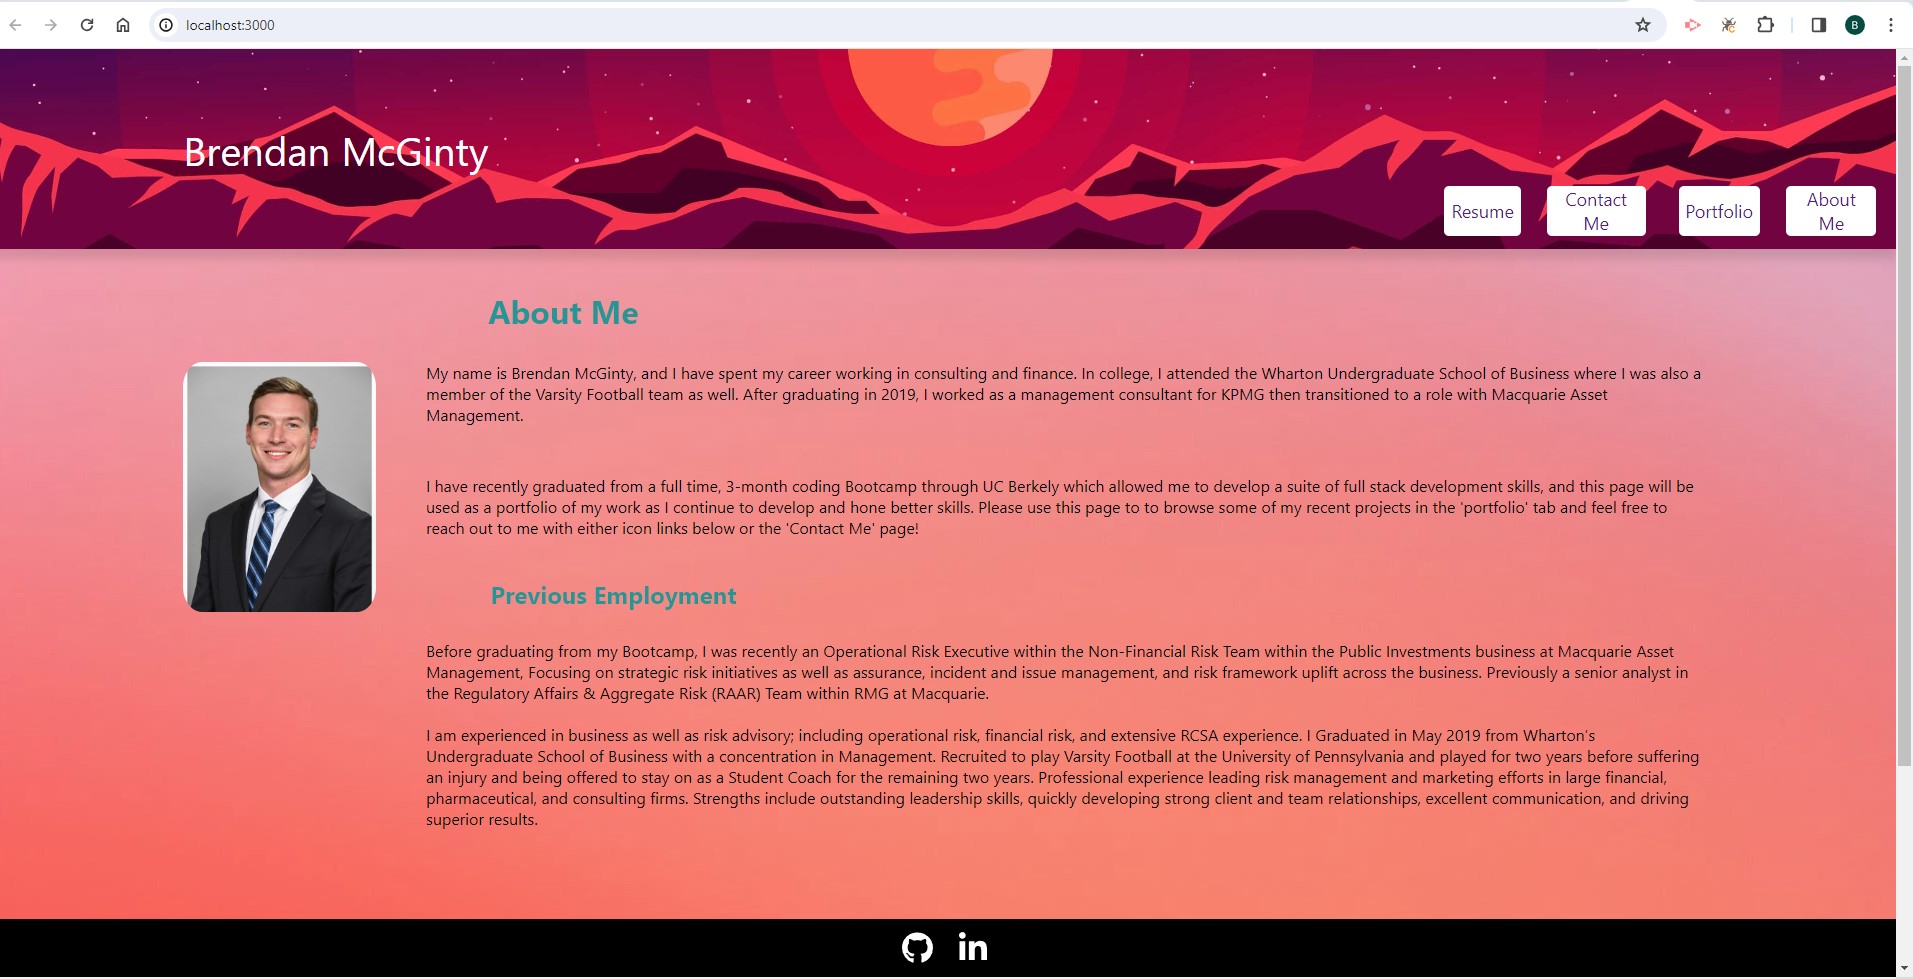 localhost:3000
B
Brendan McGinty
Resume
Contact
Me
Portfolio
About
Me
About Me
My name is Brendan McGinty, and I have spent my career working in consulting and finance. In college, I attended the Wharton Undergraduate School of Business where I was also a
member of the Varsity Football team as well. After graduating in 2019, I worked as a management consultant for KPMG then transitioned to a role with Macquarie Asset
Management.
I have recently graduated from a full time, 3-month coding Bootcamp through UC Berkely which allowed me to develop a suite of full stack development skills, and this page will be
used as a portfolio of my work as I continue to develop and hone better skills. Please use this page to to browse some of my recent projects in the 'portfolio' tab and feel free to
reach out to me with either icon links below or the 'Contact Me' page!
Previous Employment
Before graduating from my Bootcamp, I was recently an Operational Risk Executive within the Non-Financial Risk Team within the Public Investments business at Macquarie Asset
Management, Focusing on strategic risk initiatives as well as assurance, incident and issue management, and risk framework uplift across the business. Previously a senior analyst in
the Regulatory Affairs & Aggregate Risk (RAAR) Team within RMG at Macquarie.
I am experienced in business as well as risk advisory; including operational risk, financial risk, and extensive RCSA experience. I Graduated in May 2019 from Wharton's
Undergraduate School of Business with a concentration in Management. Recruited to play Varsity Football at the University of Pennsylvania and played for two years before suffering
an injury and being offered to stay on as a Student Coach for the remaining two years. Professional experience leading risk management and marketing efforts in large financial,
pharmaceutical, and consulting firms. Strengths include outstanding leadership skills, quickly developing strong client and team relationships, excellent communication, and driving
superior results.
in